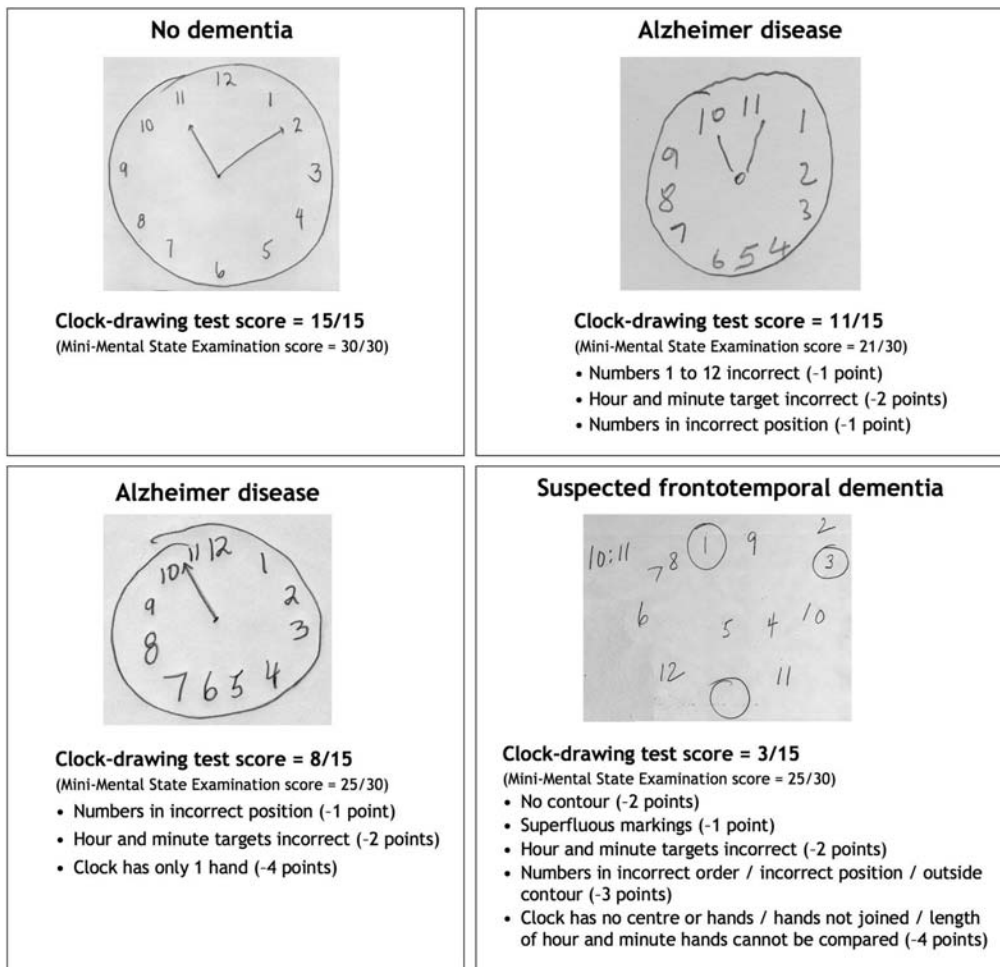 No dementia
12
11
1
10
2
9
3
8
4
7
5
6
Clock-drawing test score = 15/15
(Mini-Mental State Examination score = 30/30)
Alzheimer disease
10 11
1
9
2
8
3
7
6 5 4
Clock-drawing test score = 11/15
(Mini-Mental State Examination score = 21/30)
• Numbers 1 to 12 incorrect (–1 point)
• Hour and minute target incorrect (–2 points)
• Numbers in incorrect position (–1 point)
Alzheimer disease
11 12
10
1
9
2
8
3
7 6 5 4
Clock-drawing test score = 8/15
(Mini-Mental State Examination score = 25/30)
• Numbers in incorrect position (–1 point)
• Hour and minute targets incorrect (–2 points)
• Clock has only 1 hand (–4 points)
Suspected frontotemporal dementia
2
10:11
7 8
1
9
3
6
5
4
10
12
11
Clock-drawing test score = 3/15
(Mini-Mental State Examination score = 25/30)
• No contour (–2 points)
• Superfluous markings (–1 point)
• Hour and minute targets incorrect (–2 points)
• Numbers in incorrect order / incorrect position / outside
contour (–3 points)
• Clock has no centre or hands / hands not joined / length
of hour and minute hands cannot be compared (–4 points)